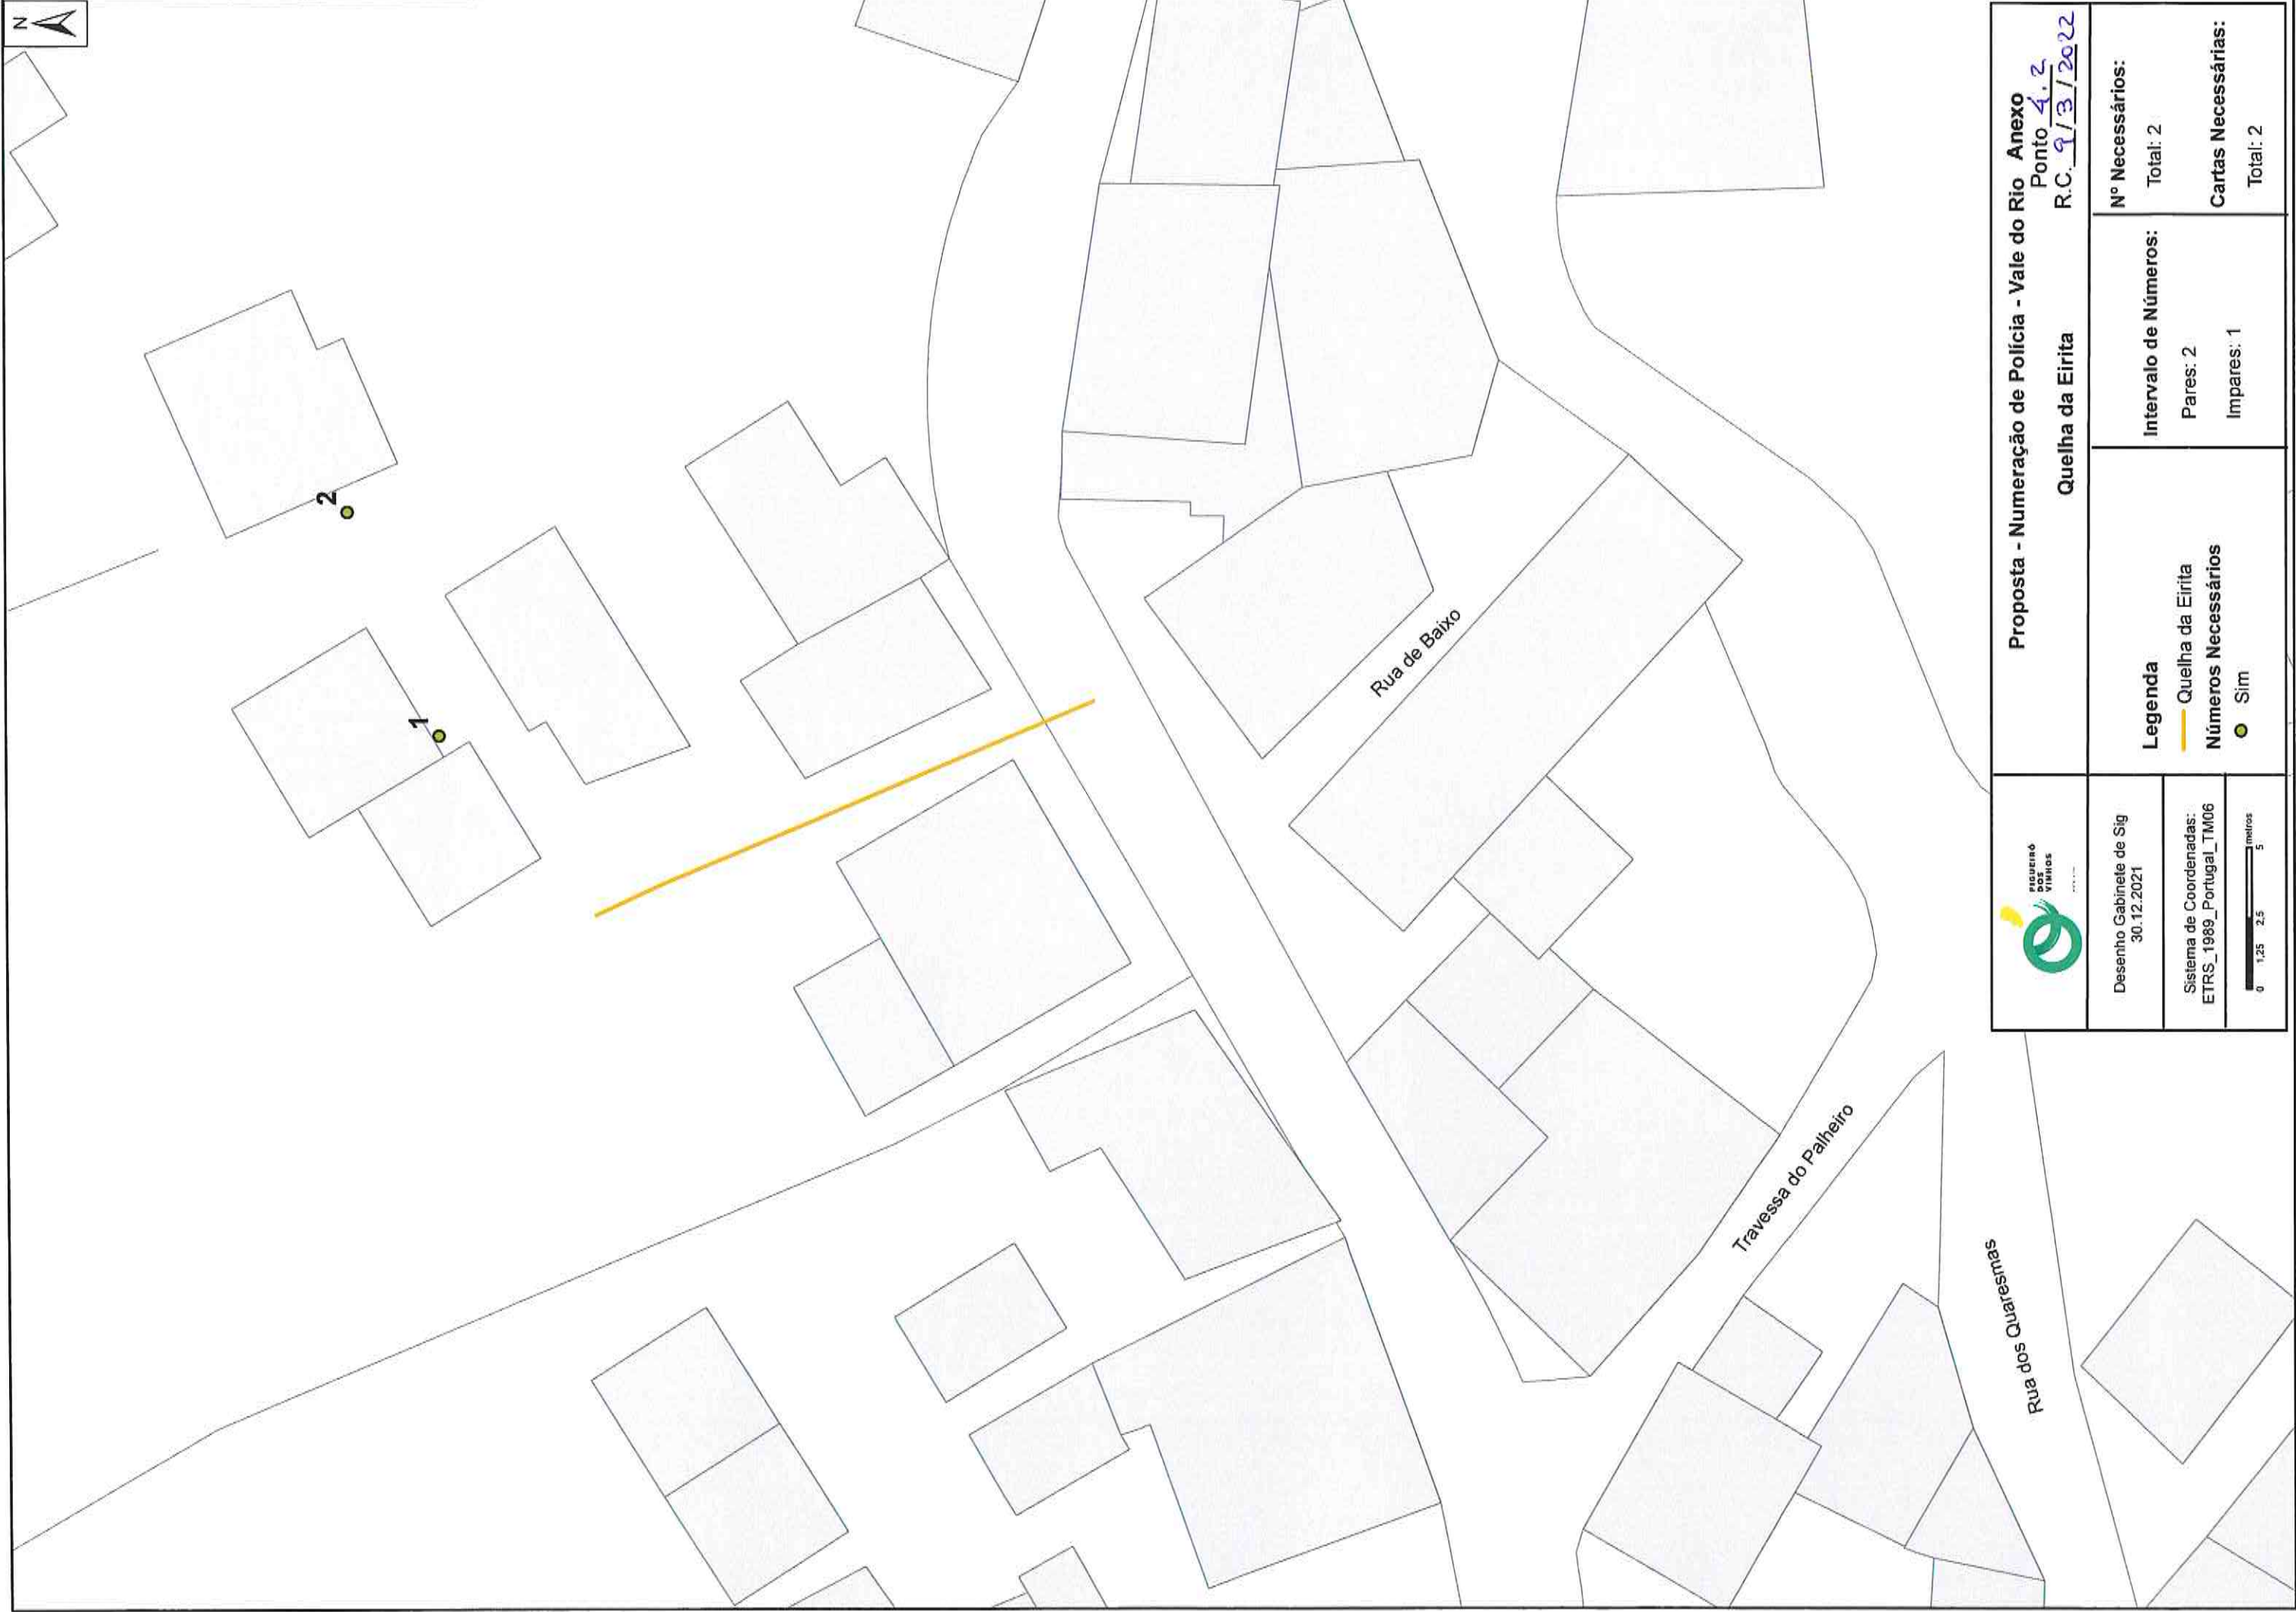 N
2
1
Rua de Baixo
Travessa do Palheiro
Rua dos Quaresmas
Proposta - Numeração de Polícia - Vale do Rio
Quelha da Eirita
Anexo
Ponto 4.2
R.C. 9/3/2022
FIGUEIRÓ
DOS
VINHOS
Desenho Gabinete de Sig
30.12.2021
Sistema de Coordenadas:
ETRS_1989_Portugal_TM06
0 1,25 2,5 5
metros
Legenda
Quelha da Eirita
Números Necessários
Sim
Intervalo de Números:
Pares: 2
Impares: 1
Nº Necessários:
Total: 2
Cartas Necessárias:
Total: 2